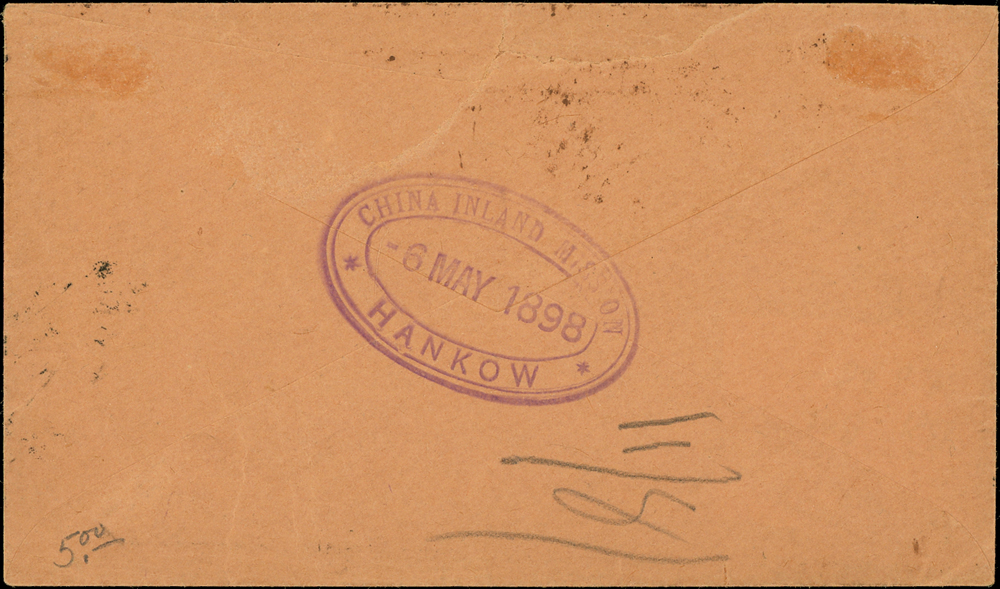 CHINA INLAND MISSION
-6 MAY 1898
* HANKOW *
5.00